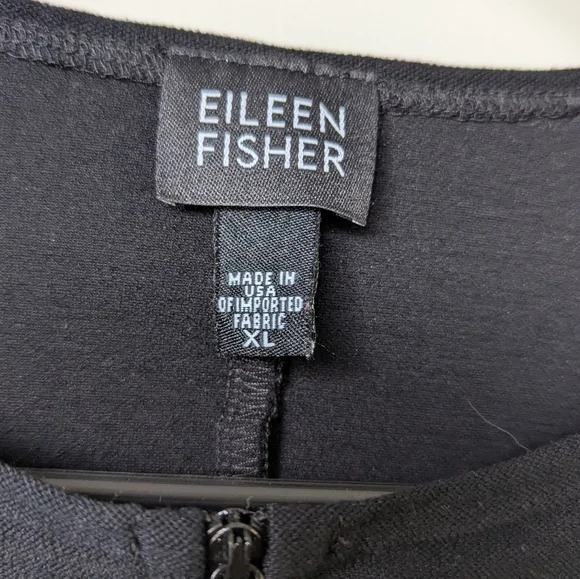 EILEEN
FISHER
MADE IN
USA
OF IMPORTED
FABRIC
XL